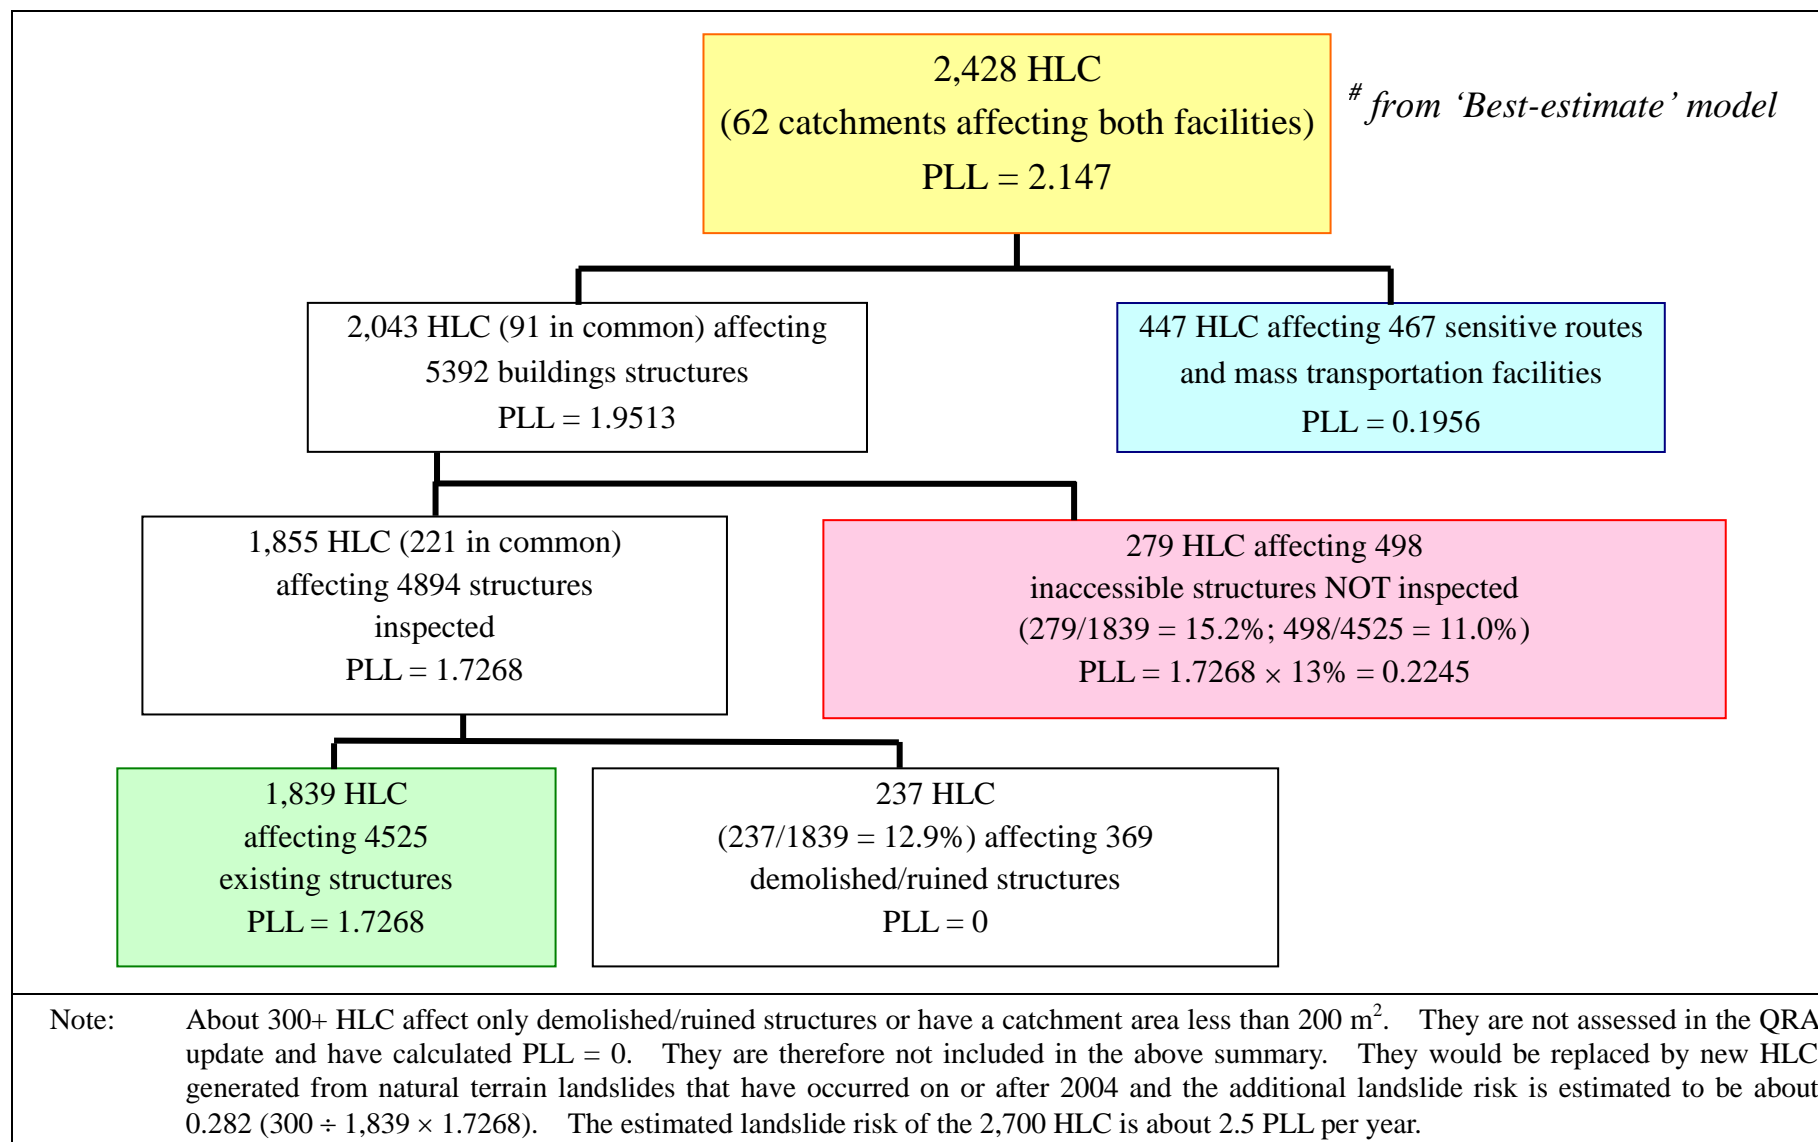 2,428 HLC
(62 catchments affecting both facilities)
PLL = 2.147
# from ‘Best-estimate’ model
2,043 HLC (91 in common) affecting
5392 buildings structures
PLL = 1.9513
447 HLC affecting 467 sensitive routes
and mass transportation facilities
PLL = 0.1956
1,855 HLC (221 in common)
affecting 4894 structures
inspected
PLL = 1.7268
279 HLC affecting 498
inaccessible structures NOT inspected
(279/1839 = 15.2%; 498/4525 = 11.0%)
PLL = 1.7268 × 13% = 0.2245
1,839 HLC
affecting 4525
existing structures
PLL = 1.7268
237 HLC
(237/1839 = 12.9%) affecting 369
demolished/ruined structures
PLL = 0
Note: About 300+ HLC affect only demolished/ruined structures or have a catchment area less than 200 m². They are not assessed in the QRA
update and have calculated PLL = 0. They are therefore not included in the above summary. They would be replaced by new HLC
generated from natural terrain landslides that have occurred on or after 2004 and the additional landslide risk is estimated to be about
0.282 (300 ÷ 1,839 × 1.7268). The estimated landslide risk of the 2,700 HLC is about 2.5 PLL per year.